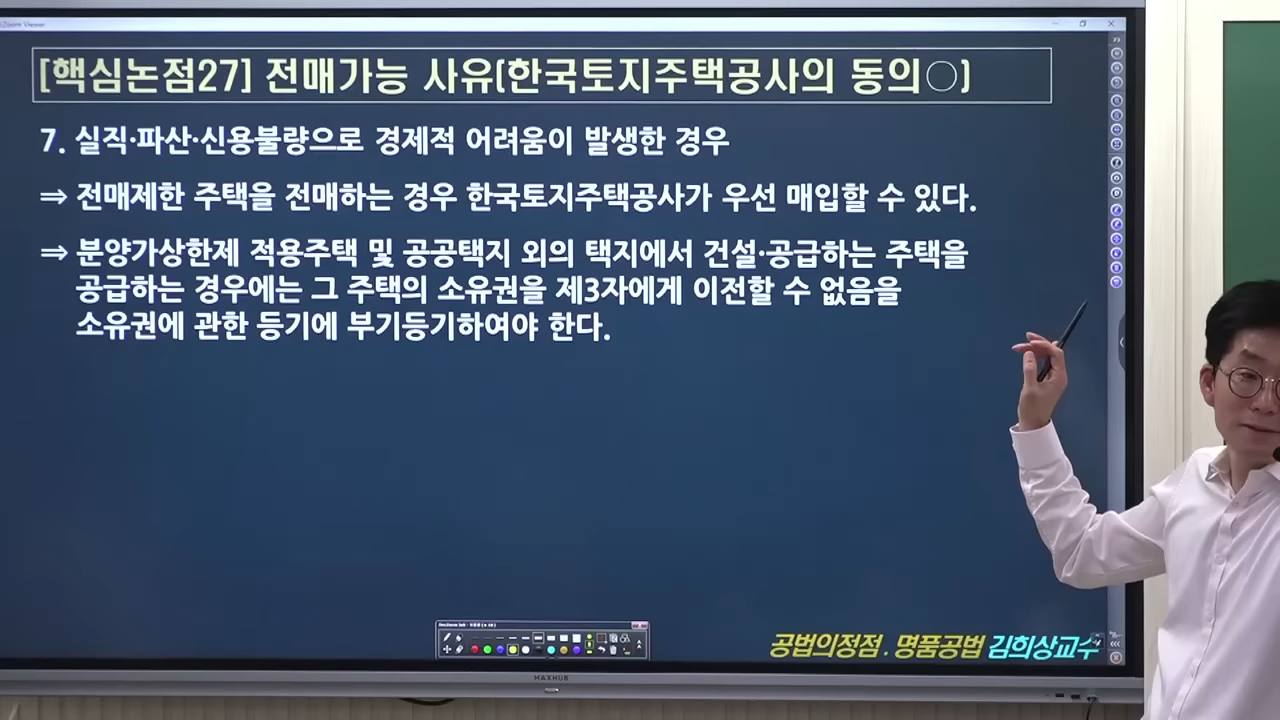 Zoom Viewer
[핵심논점27] 전매가능 사유(한국토지주택공사의 동의○)
7. 실직·파산·신용불량으로 경제적 어려움이 발생한 경우
⇒ 전매제한 주택을 전매하는 경우 한국토지주택공사가 우선 매입할 수 있다.
⇒ 분양가상한제 적용주택 및 공공택지 외의 택지에서 건설·공급하는 주택을
공급하는 경우에는 그 주택의 소유권을 제3자에게 이전할 수 없음을
소유권에 관한 등기에 부기등기하여야 한다.
공법의정점. 명품공법 김희상교수
MAXHUB